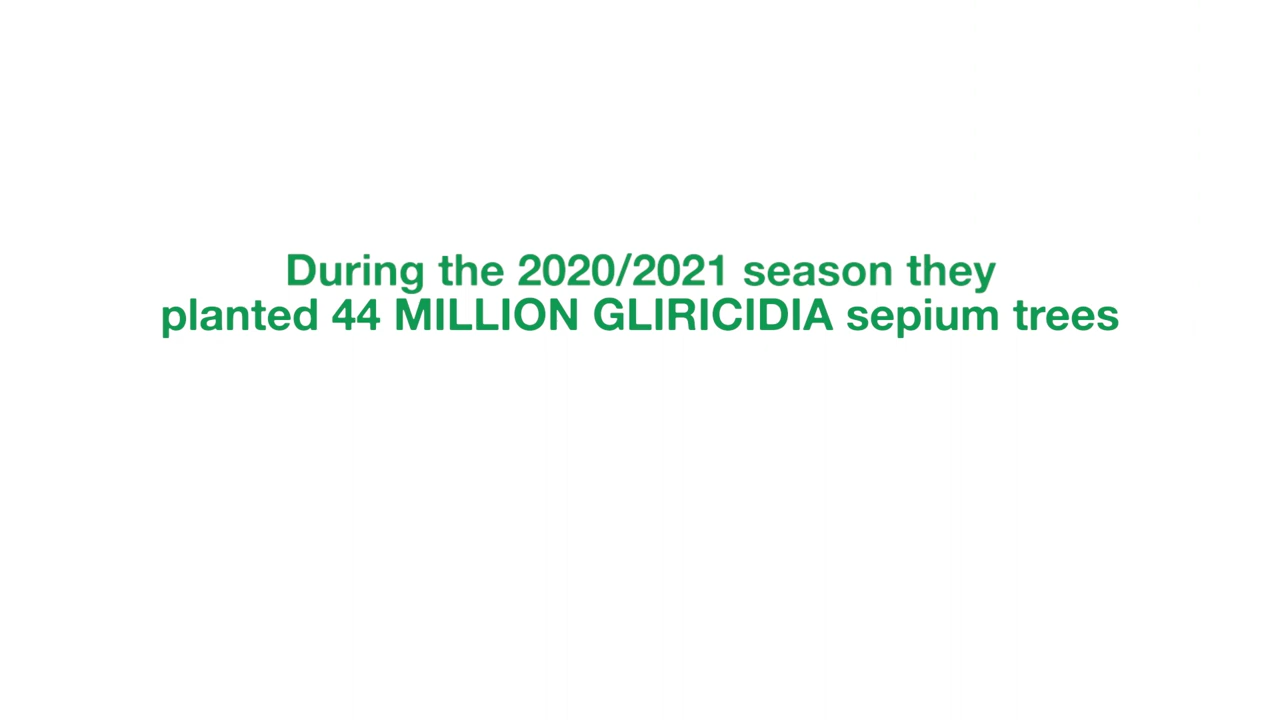 During the 2020/2021 season they
planted 44 MILLION GLIRICIDIA sepium trees